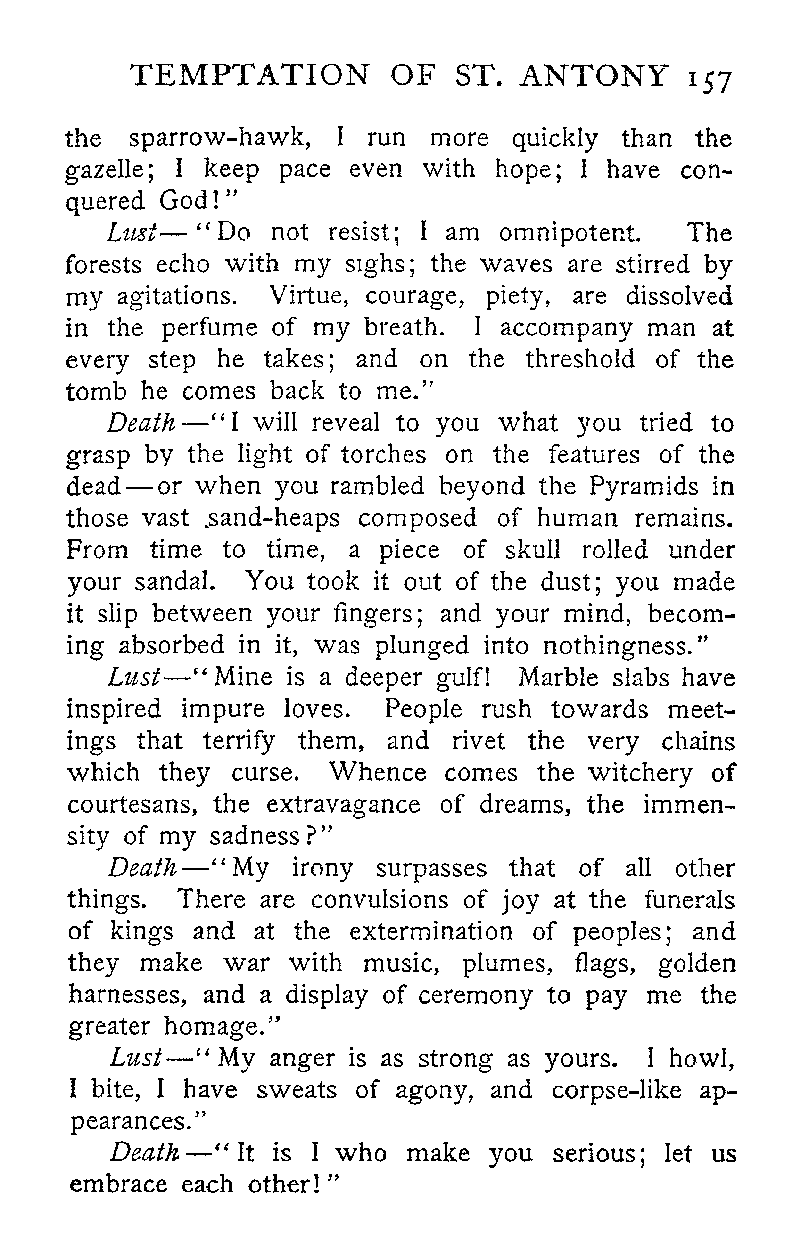 TEMPTATION OF ST. ANTONY 157
the sparrow-hawk, I run more quickly than the
gazelle; I keep pace even with hope; I have con-
quered God!"
Lust— "Do not resist; I am omnipotent. The
forests echo with my sighs; the waves are stirred by
my agitations. Virtue, courage, piety, are dissolved
in the perfume of my breath. I accompany man at
every step he takes; and on the threshold of the
tomb he comes back to me."
Death—"I will reveal to you what you tried to
grasp by the light of torches on the features of the
dead—or when you rambled beyond the Pyramids in
those vast sand-heaps composed of human remains.
From time to time, a piece of skull rolled under
your sandal. You took it out of the dust; you made
it slip between your fingers; and your mind, becom-
ing absorbed in it, was plunged into nothingness."
Lust—"Mine is a deeper gulf! Marble slabs have
inspired impure loves. People rush towards meet-
ings that terrify them, and rivet the very chains
which they curse. Whence comes the witchery of
courtesans, the extravagance of dreams, the immen-
sity of my sadness?"
Death—"My irony surpasses that of all other
things. There are convulsions of joy at the funerals
of kings and at the extermination of peoples; and
they make war with music, plumes, flags, golden
harnesses, and a display of ceremony to pay me the
greater homage."
Lust—"My anger is as strong as yours. I howl,
I bite, I have sweats of agony, and corpse-like ap-
pearances."
Death—"It is I who make you serious; let us
embrace each other!"